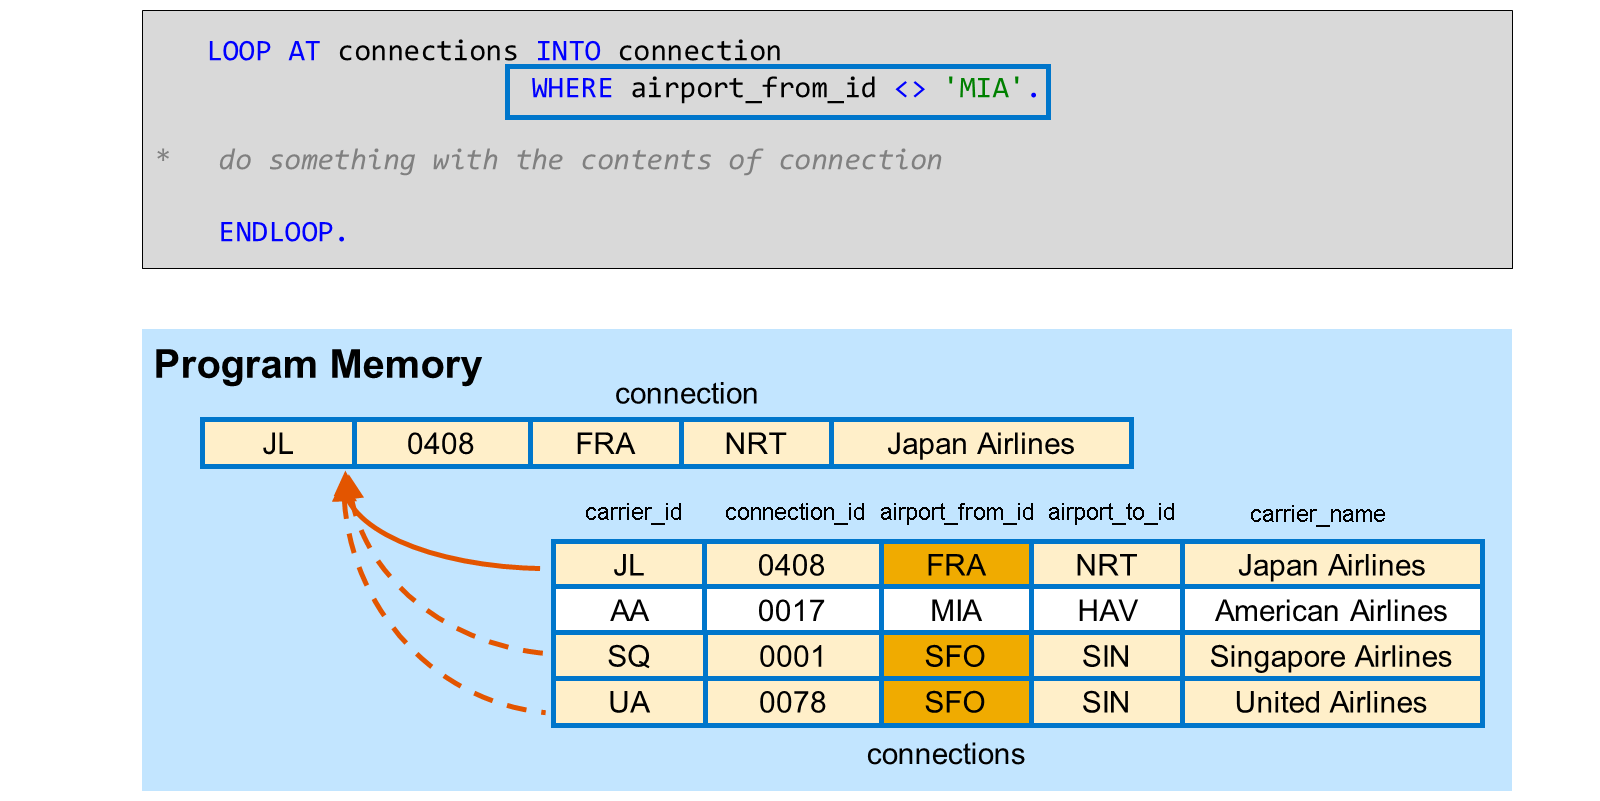 LOOP AT connections INTO connection
WHERE airport_from_id <> 'MIA'.
* do something with the contents of connection
ENDLOOP.
Program Memory
connection
JL 0408 FRA NRT Japan Airlines
carrier_id connection_id airport_from_id airport_to_id carrier_name
JL 0408 FRA NRT Japan Airlines
AA 0017 MIA HAV American Airlines
SQ 0001 SFO SIN Singapore Airlines
UA 0078 SFO SIN United Airlines
connections